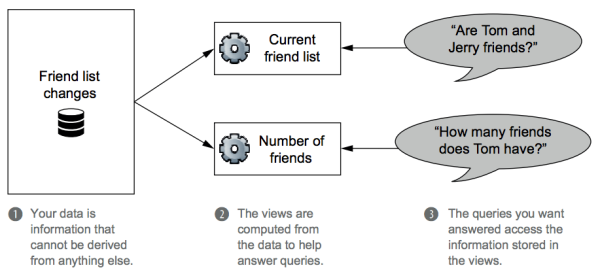 Friend list
changes
Current
friend list
“Are Tom and
Jerry friends?”
Number of
friends
“How many friends
does Tom have?”
1 Your data is
information that
cannot be derived
from anything else.
2 The views are
computed from
the data to help
answer queries.
3 The queries you want
answered access the
information stored in
the views.